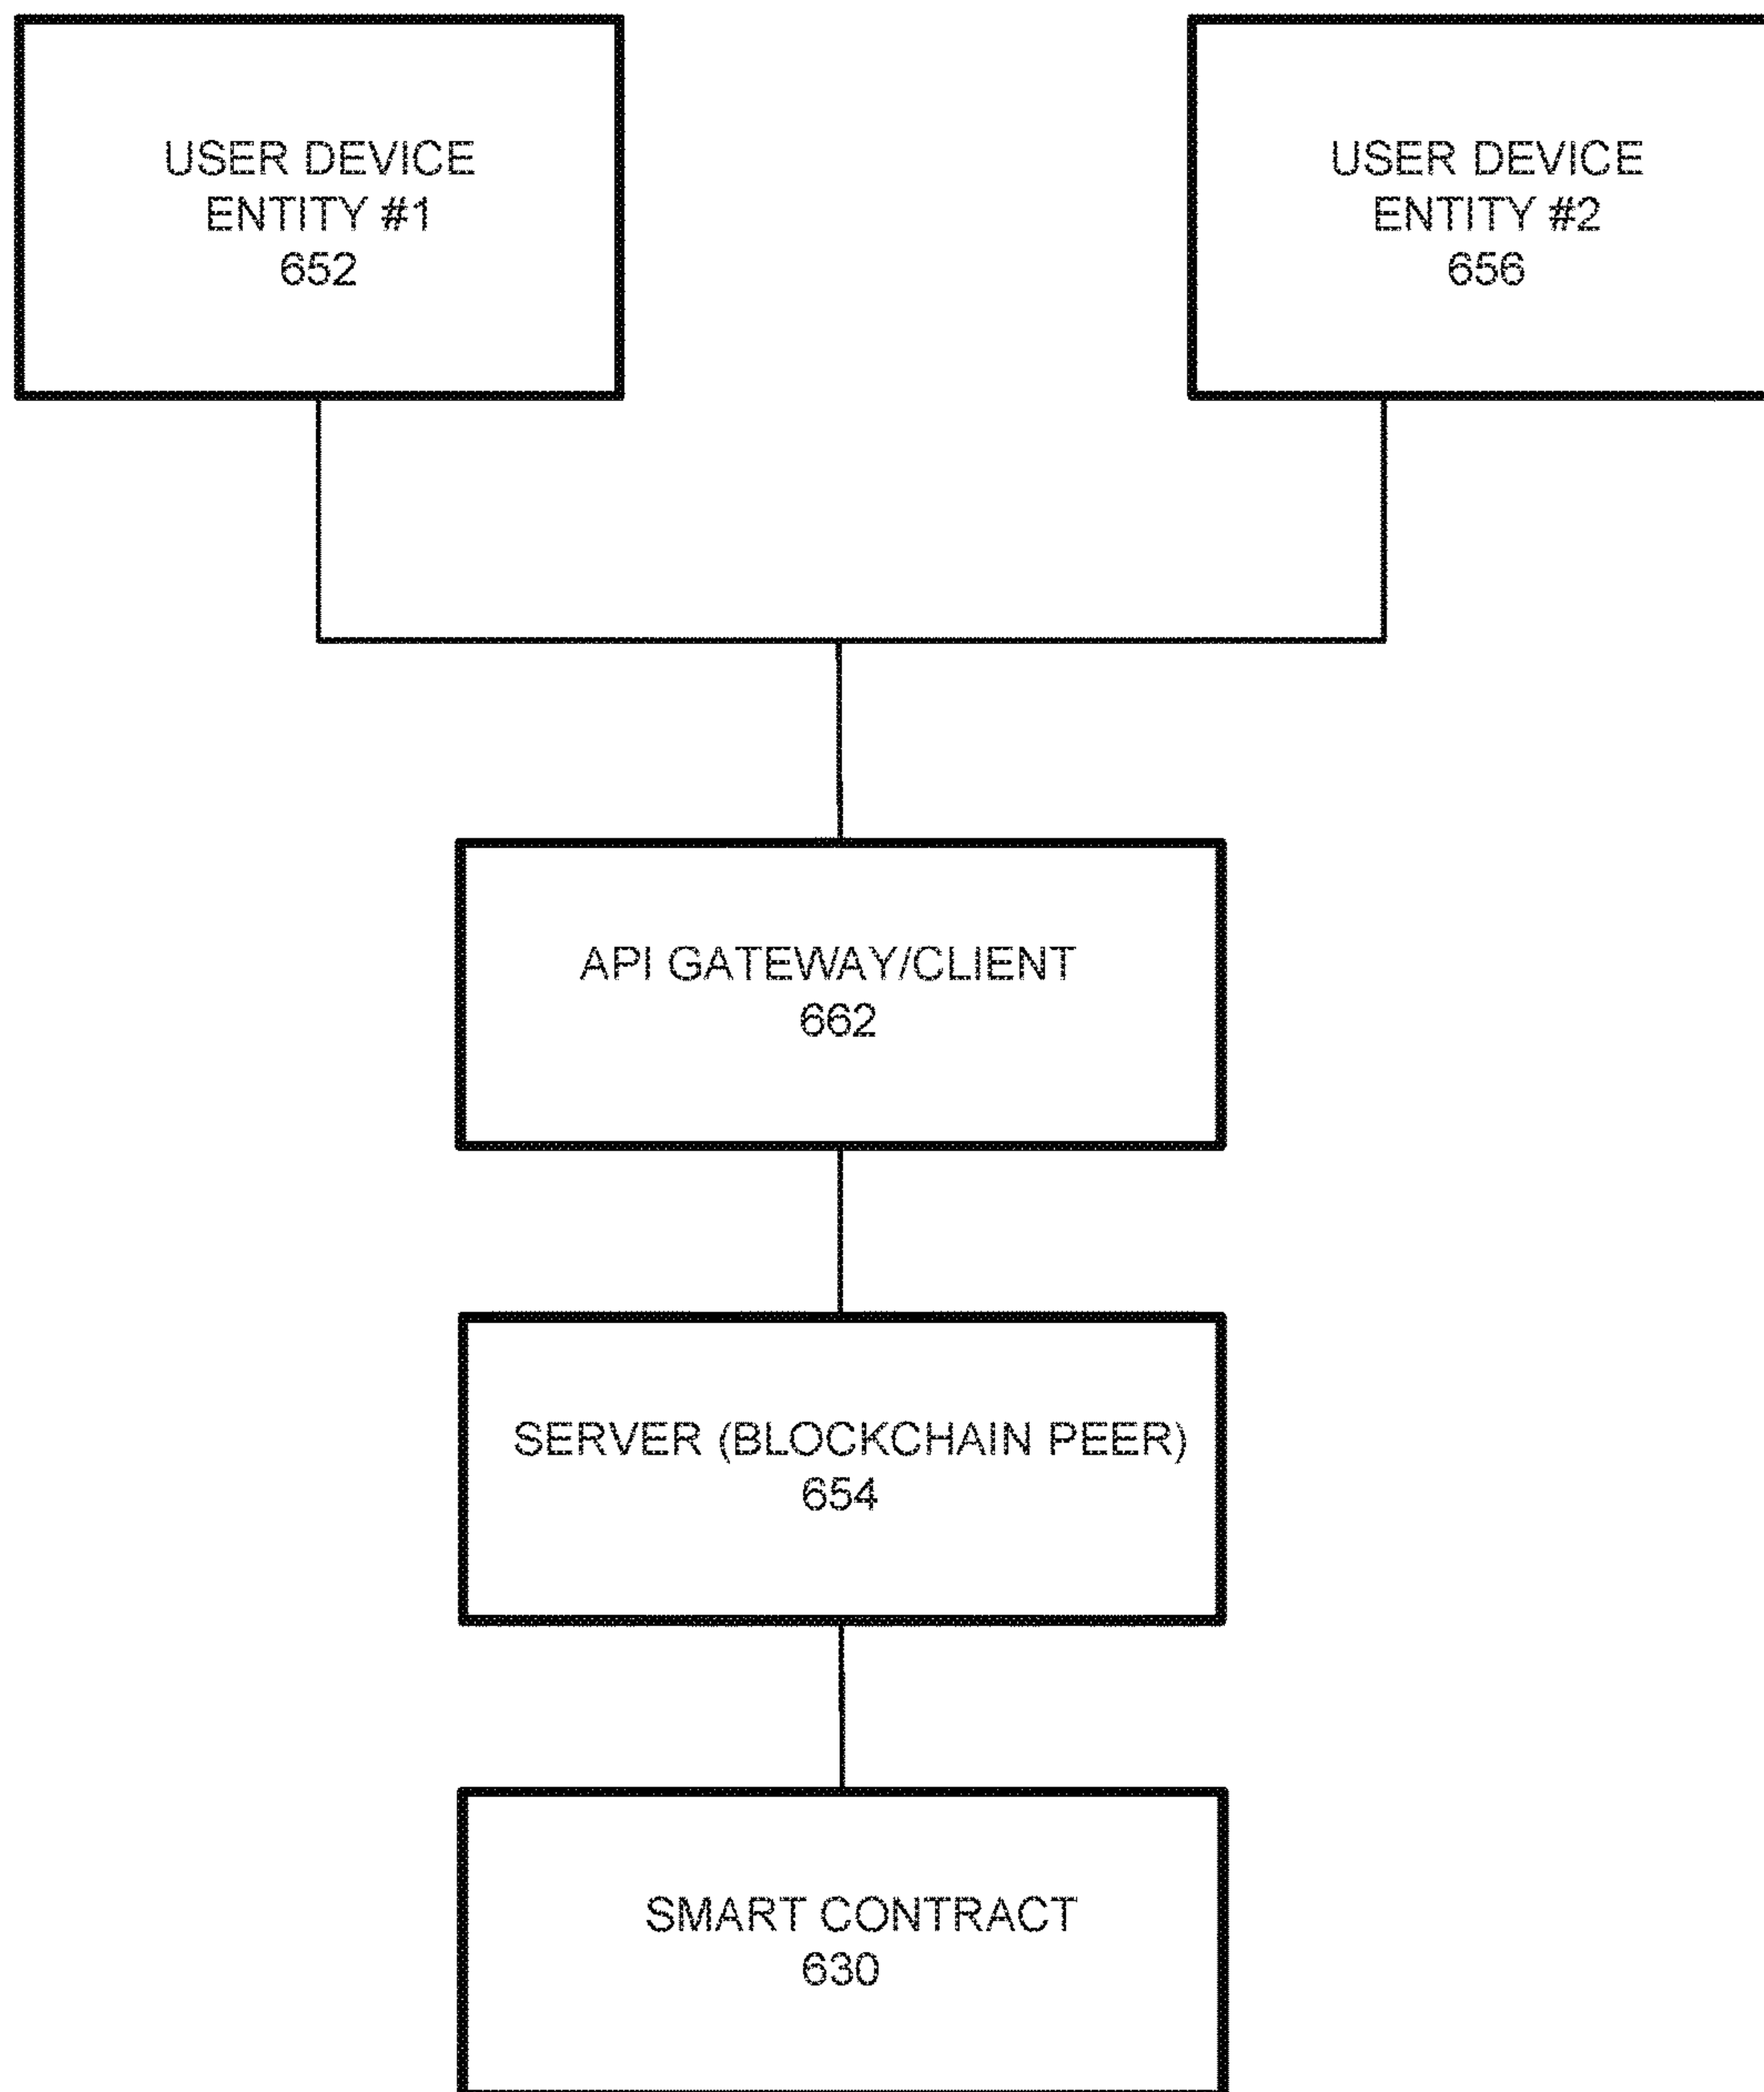 USER DEVICE
ENTITY #1
652
USER DEVICE
ENTITY #2
656
API GATEWAY/CLIENT
662
SERVER (BLOCKCHAIN PEER)
654
SMART CONTRACT
630